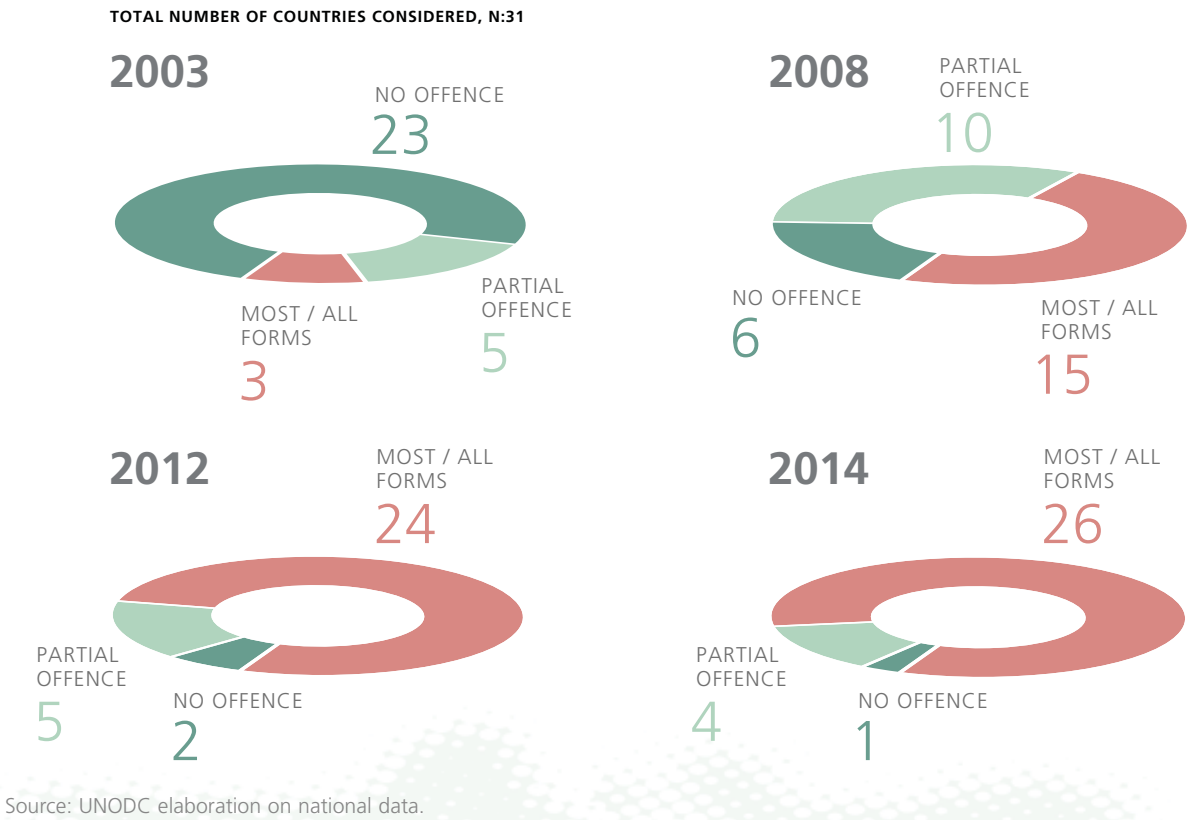 TOTAL NUMBER OF COUNTRIES CONSIDERED, N:31
2003
NO OFFENCE
23
MOST / ALL
FORMS
3
PARTIAL
OFFENCE
5
2008
PARTIAL
OFFENCE
10
NO OFFENCE
6
MOST / ALL
FORMS
15
2012
MOST / ALL
FORMS
24
PARTIAL
OFFENCE
5
NO OFFENCE
2
2014
MOST / ALL
FORMS
26
PARTIAL
OFFENCE
4
NO OFFENCE
1
Source: UNODC elaboration on national data.